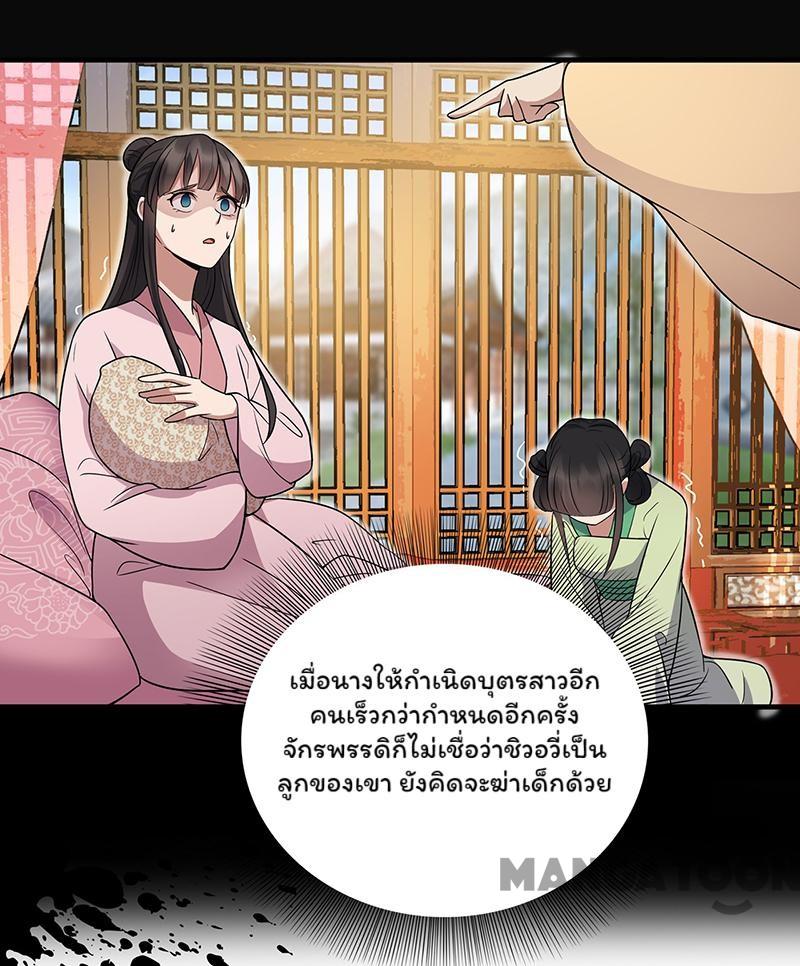 เมื่อนางให้กำเนิดบุตรสาวอีก
คนเร็วกว่ากำหนดอีกครั้ง
จักรพรรดิก็ไม่เชื่อว่าชิวอวี่เป็น
ลูกของเขา ยังคิดจะฆ่าเด็กด้วย
MANGATOON